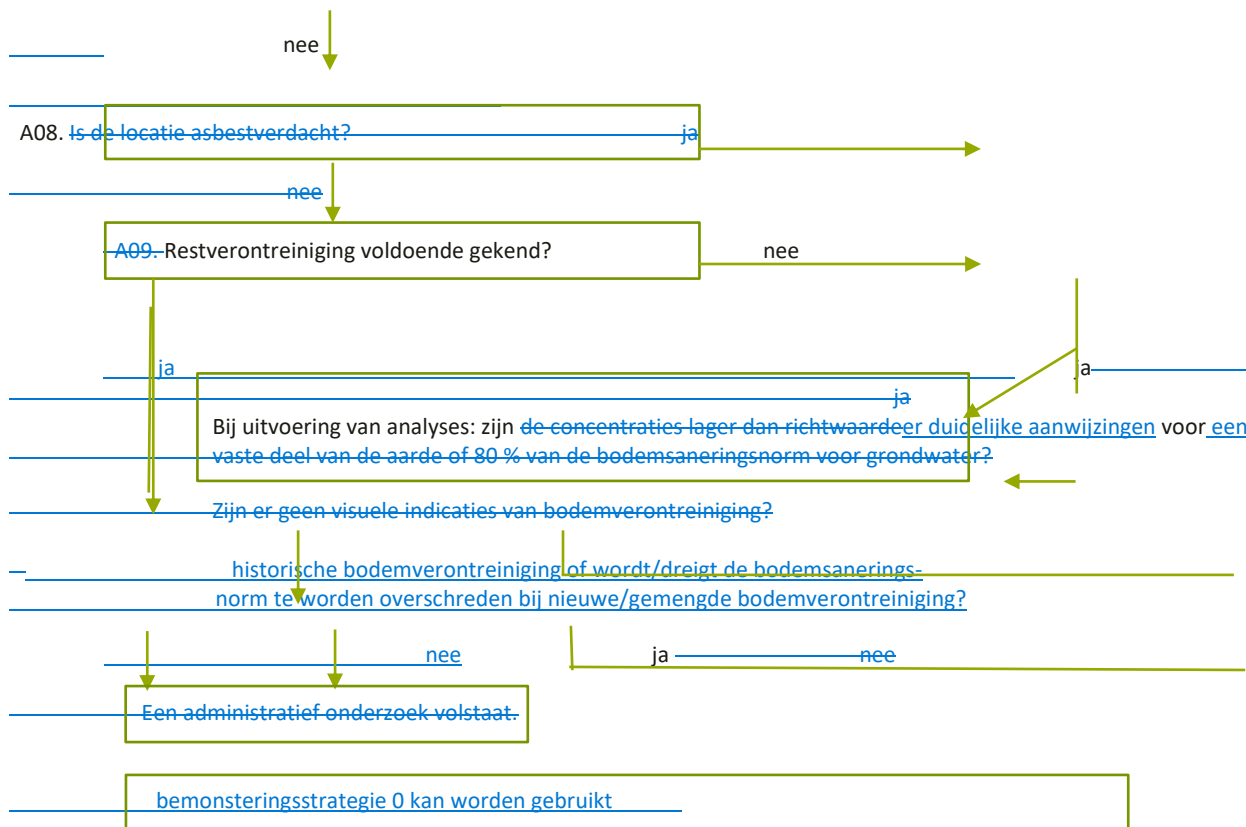 nee
A08. Is de locatie asbestverdacht? ja
nee
A09. Restverontreiniging voldoende gekend? nee
ja ja
ja
Bij uitvoering van analyses: zijn de concentraties lager dan richtwaardeer duidelijke aanwijzingen voor een
vaste deel van de aarde of 80 % van de bodemsaneringsnorm voor grondwater?
Zijn er geen visuele indicaties van bodemverontreiniging?
historische bodemverontreiniging of wordt/dreigt de bodemsanerings-
norm te worden overschreden bij nieuwe/gemengde bodemverontreiniging?
nee ja nee
Een administratief onderzoek volstaat.
bemonsteringsstrategie 0 kan worden gebruikt